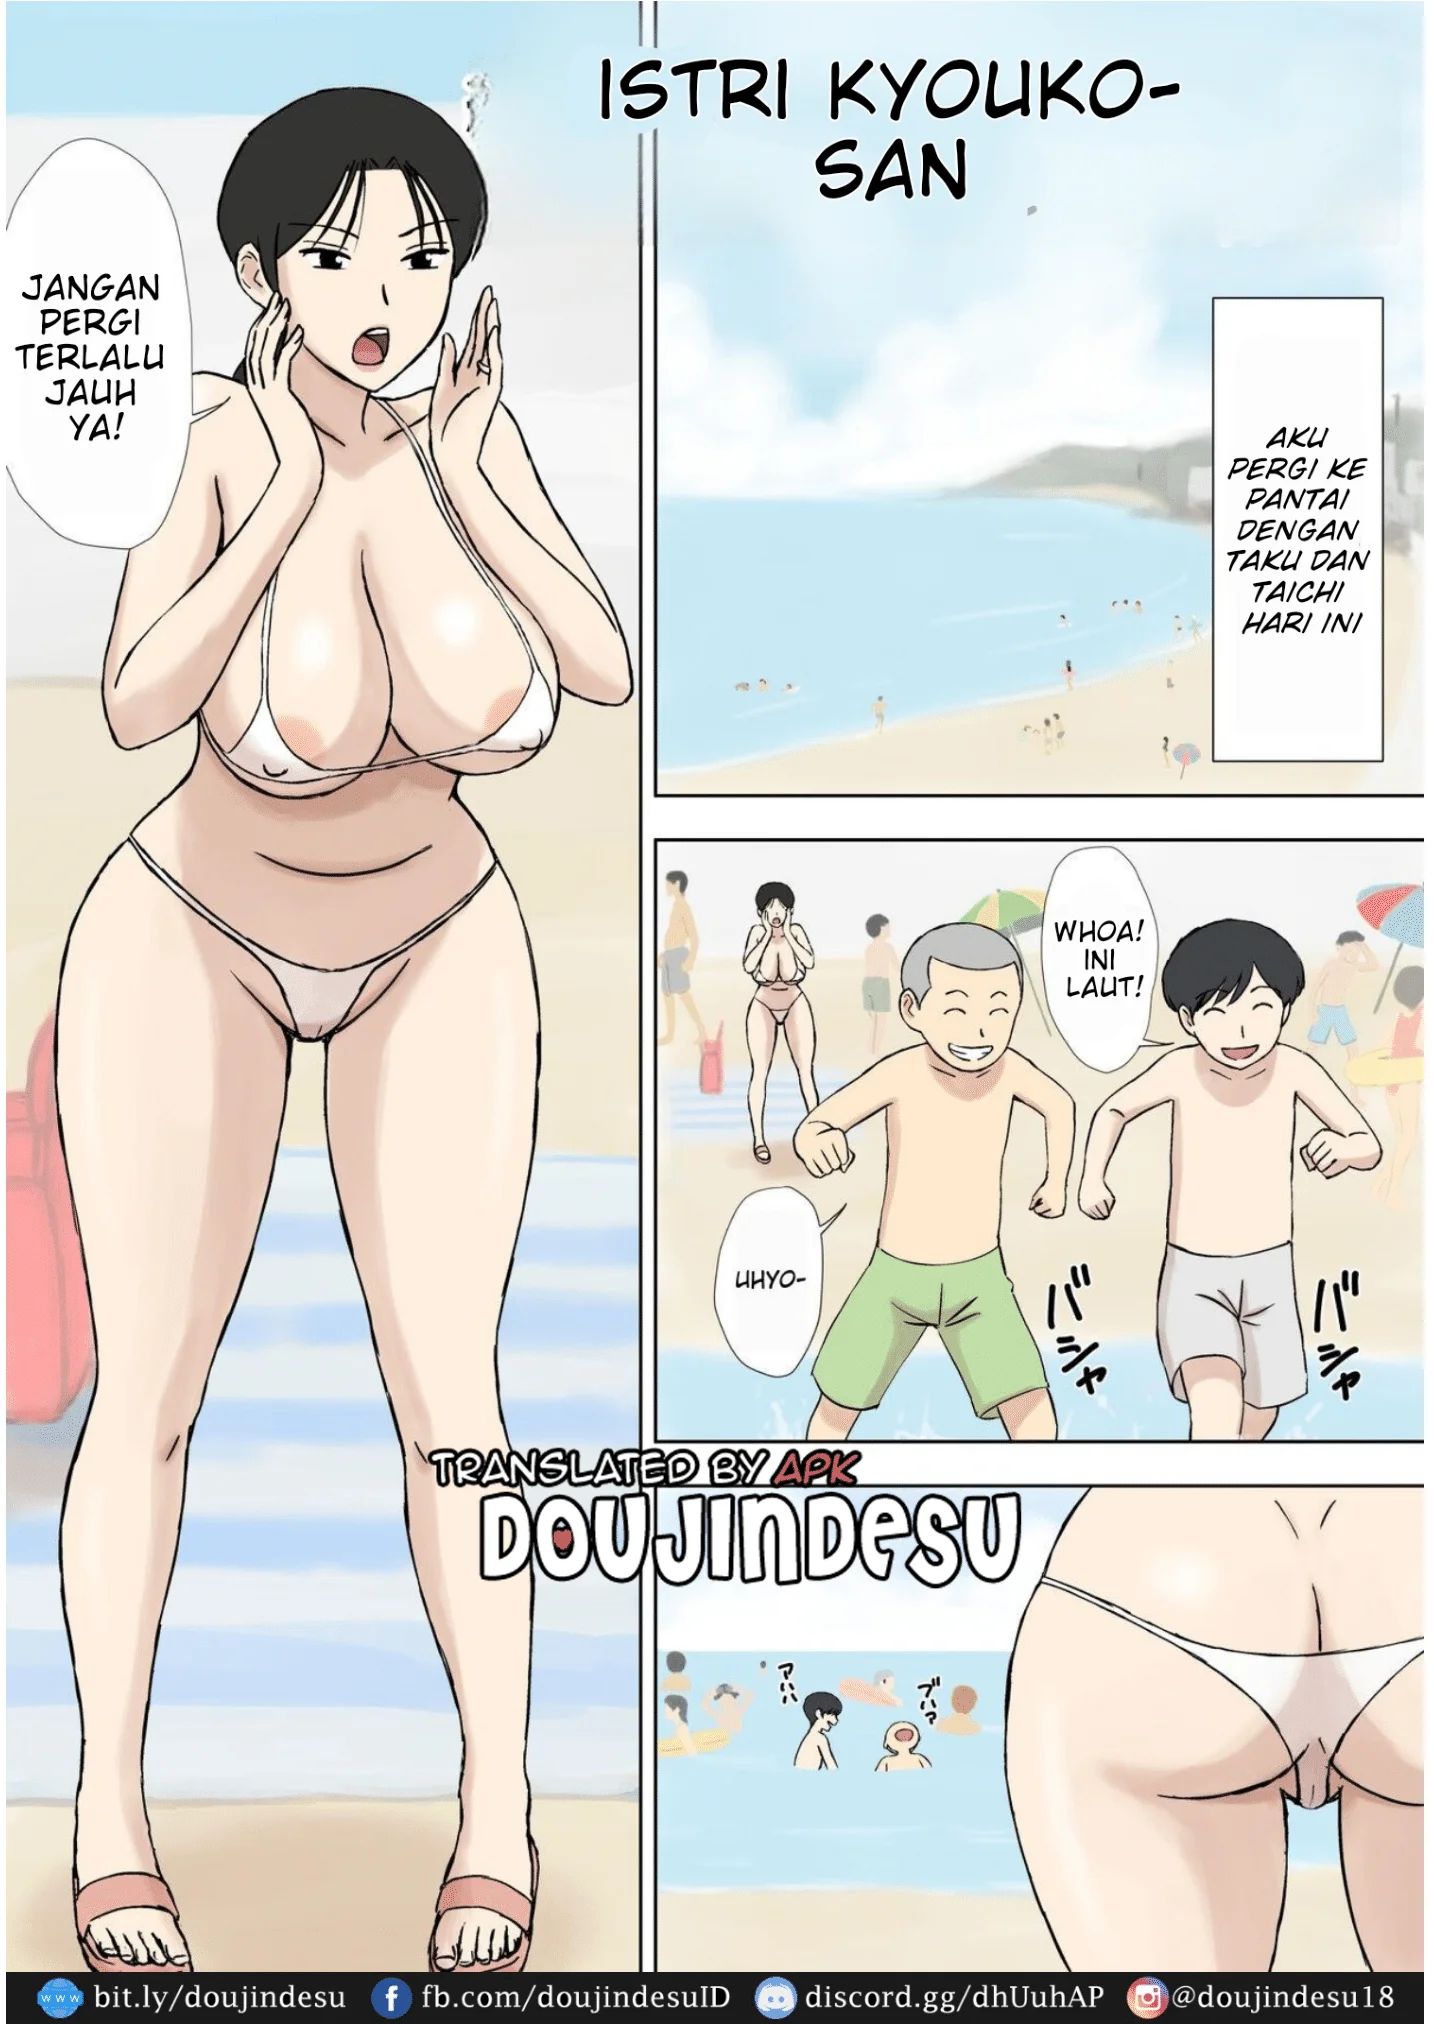 ISTRI KYOUKO-
SAN
JANGAN
PERGI
TERLALU
JAUH
YA!
AKU
PERGI KE
PANTAI
DENGAN
TAKU DAN
TAICHI
HARI INI
WHOA!
INI
LAUT!
UHYO-
バシャ
バシャ
TRANSLATED BY APK
DOUJINDESU
アハハ
ブハァ
bit.ly/doujindesu
fb.com/doujindesuID
discord.gg/dhUuhAP
@doujindesu18